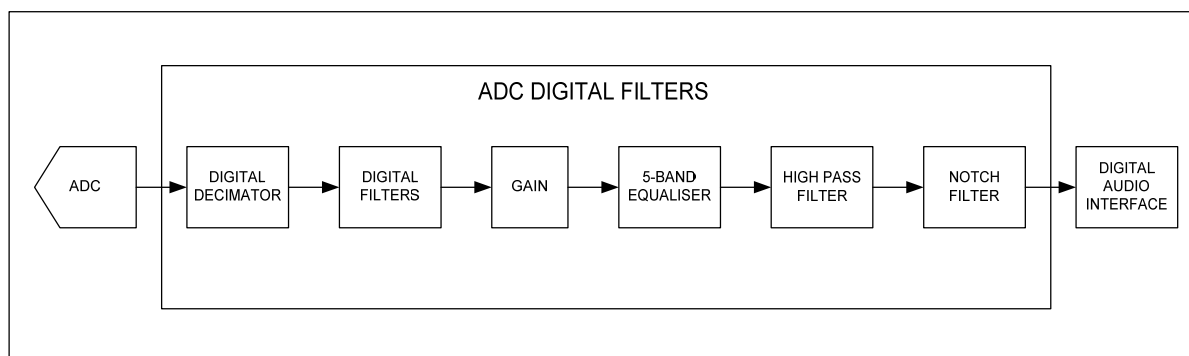 ADC DIGITAL FILTERS
ADC
DIGITAL
DECIMATOR
DIGITAL
FILTERS
GAIN
5-BAND
EQUALISER
HIGH PASS
FILTER
NOTCH
FILTER
DIGITAL
AUDIO
INTERFACE